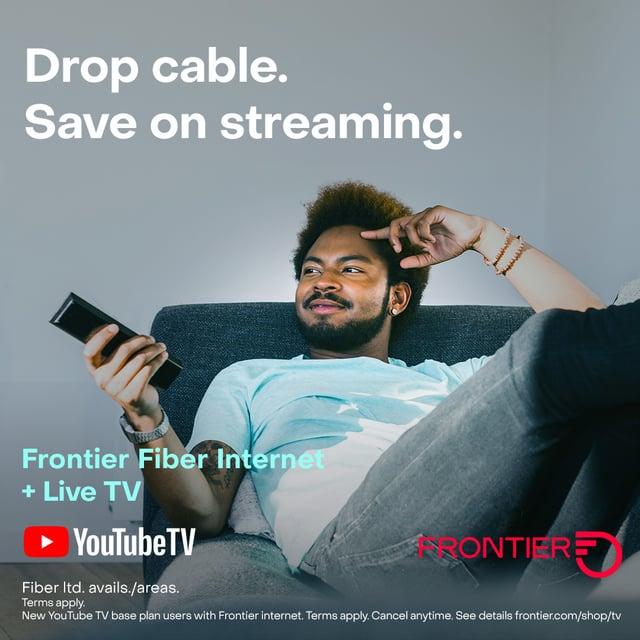 Drop cable.
Save on streaming.
Frontier Fiber Internet
+ Live TV
YouTubeTV
FRONTIER
Fiber ltd. avails./areas.
Terms apply.
New YouTube TV base plan users with Frontier internet. Terms apply. Cancel anytime. See details frontier.com/shop/tv